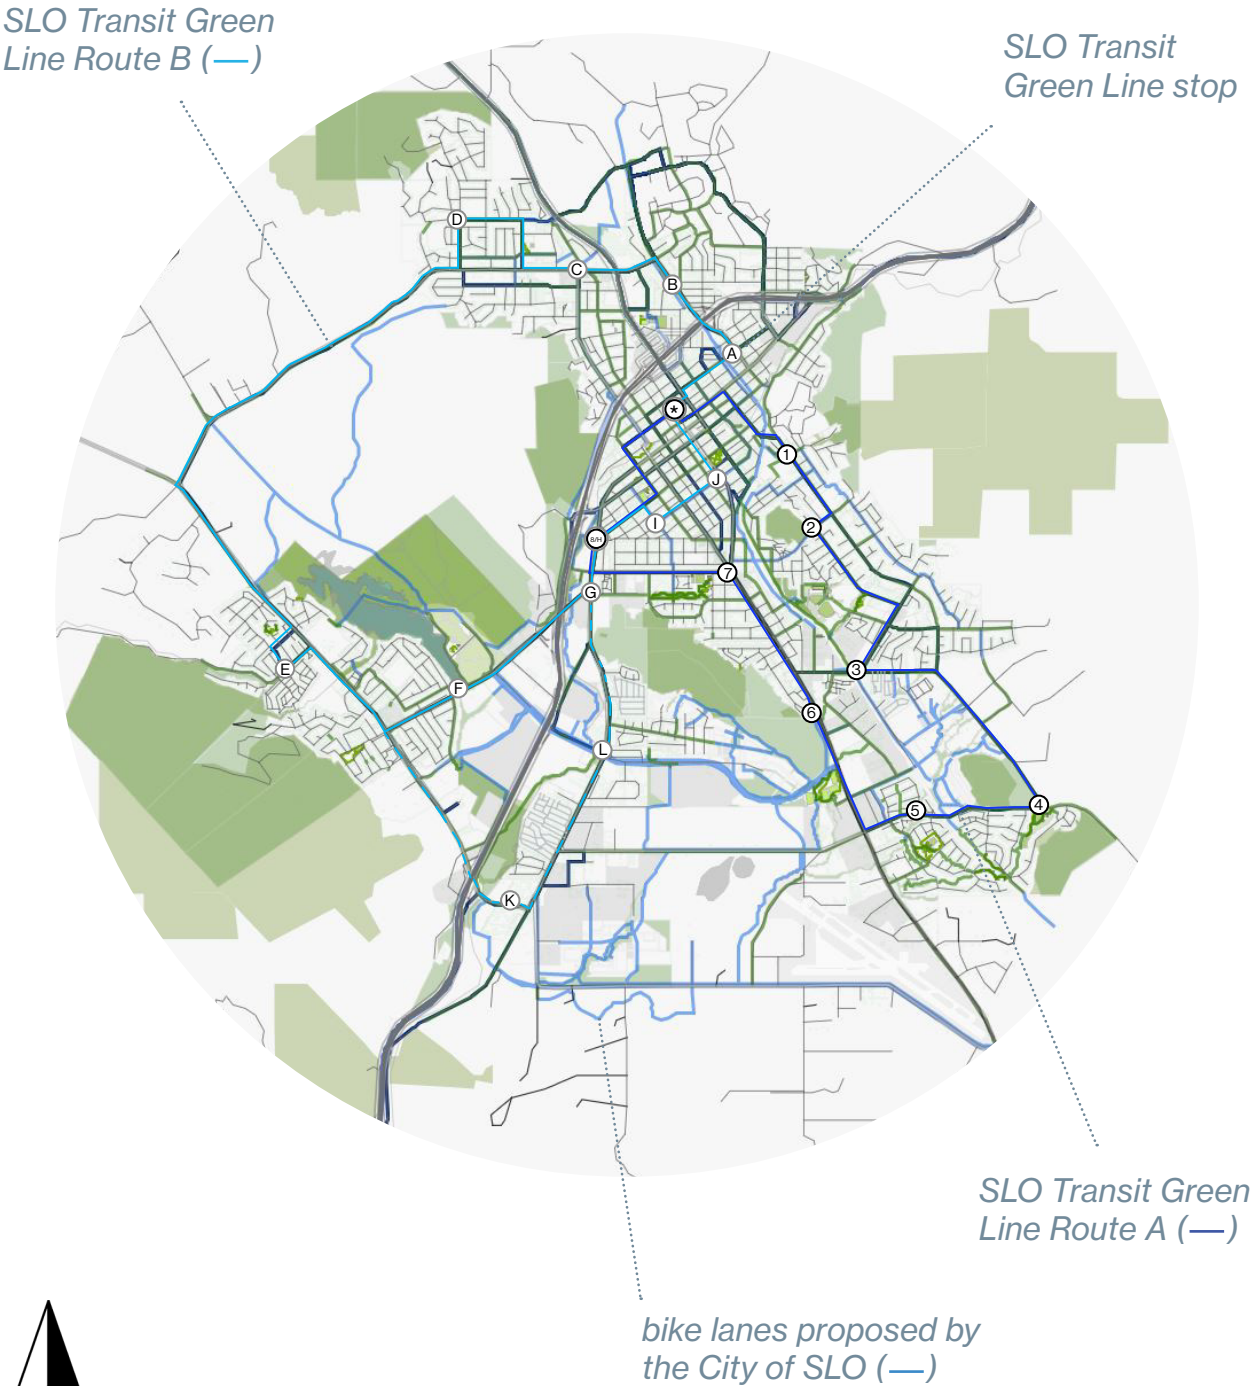 SLO Transit Green
Line Route B (—)
SLO Transit
Green Line stop
D
C
B
A
*
1
J
2
I
8/H
7
G
E
3
F
6
L
4
5
K
SLO Transit Green
Line Route A (—)
bike lanes proposed by
the City of SLO (—)